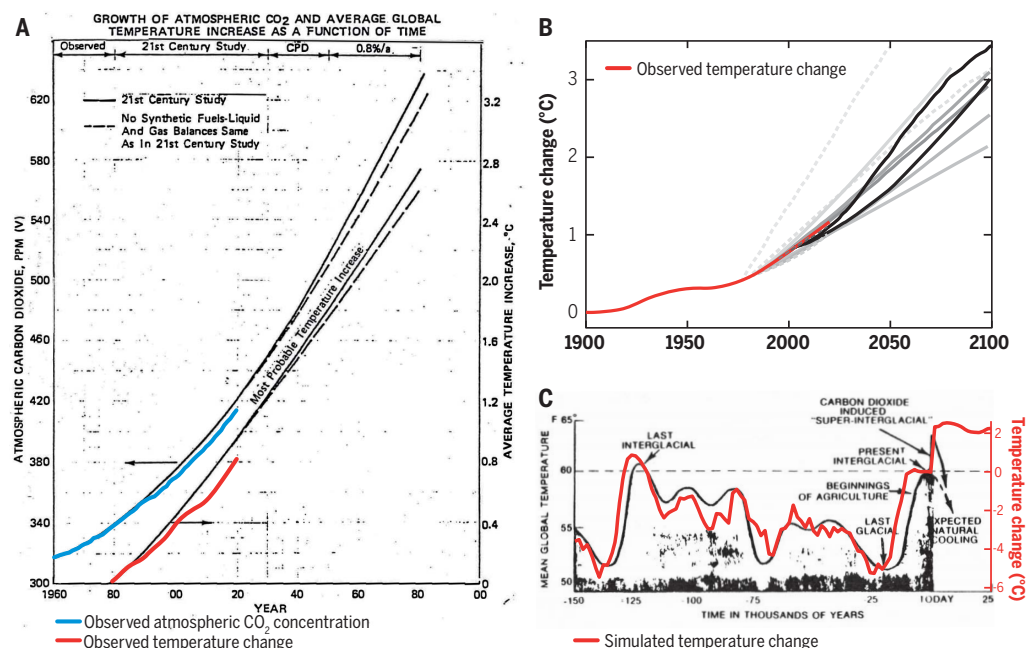 A
GROWTH OF ATMOSPHERIC CO2 AND AVERAGE GLOBAL
TEMPERATURE INCREASE AS A FUNCTION OF TIME
Observed
21st Century Study
CPD
0.8%/a
21st Century Study
No Synthetic Fuels-Liquid
And Gas Balances Same
As In 21st Century Study
ATMOSPHERIC CARBON DIOXIDE, PPM (V)
620
580
540
500
460
420
380
340
300
Most Probable Temperature Increase
3.2
2.8
2.4
2.0
1.6
1.2
0.8
0.4
0
AVERAGE TEMPERATURE INCREASE, °C
1960
80
00
20
40
60
80
00
YEAR
Observed atmospheric CO2 concentration
Observed temperature change
B
Observed temperature change
Temperature change (°C)
3
2
1
0
1900
1950
2000
2050
2100
C
MEAN GLOBAL TEMPERATURE
F 65°
60
55
50
LAST
INTERGLACIAL
CARBON DIOXIDE
INDUCED
"SUPER-INTERGLACIAL"
PRESENT
INTERGLACIAL
BEGINNINGS
OF AGRICULTURE
LAST
GLACIAL
EXPECTED
NATURAL
COOLING
2
0
-2
-4
-6
Temperature change (°C)
-150
-125
-100
-75
25
TODAY
25
TIME IN THOUSANDS OF YEARS
Simulated temperature change